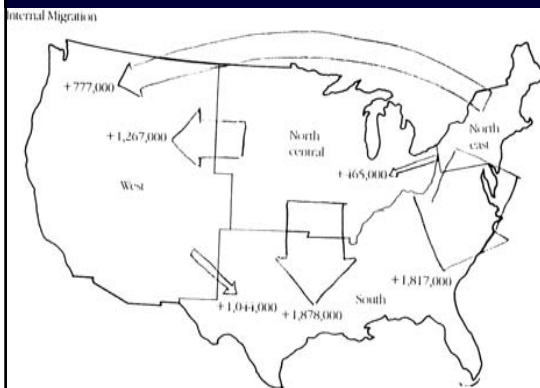 Internal Migration
+777,000
+1,267,000
North
central
North
east
+465,000
West
+1,817,000
South
+1,044,000
+1,878,000